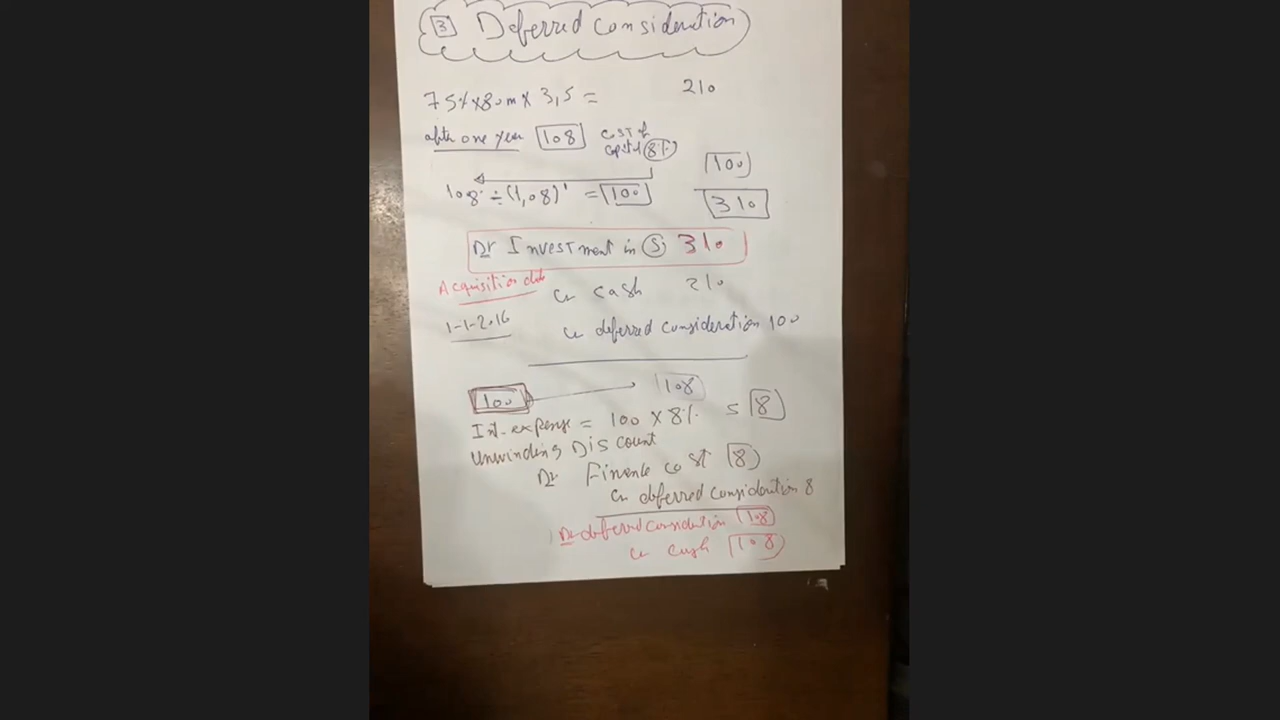 3 Deferred consideration
75% x 80m x 3,5 = 210
after one year 108 cost of
capital 8%
100
108 ÷ (1,08)¹ = 100 310
Dr Investment in S 310
Acquisition date
Cr cash 210
1-1-2016
Cr deferred consideration 100
100 108
Int. expense = 100 x 8% = 8
Unwinding Discount
Dr Finance cost 8
Cr deferred consideration 8
Dr deferred consideration 108
Cr cash 108